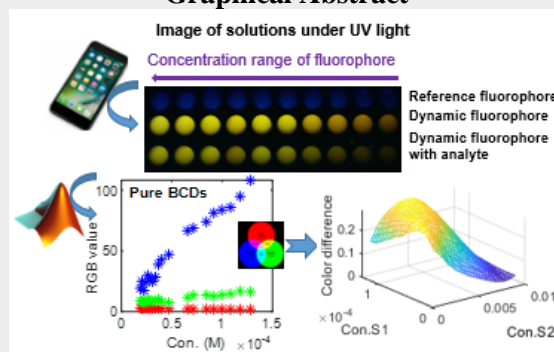 Graphical Abstract
Image of solutions under UV light
Concentration range of fluorophore
Reference fluorophore
Dynamic fluorophore
Dynamic fluorophore
with analyte
Pure BCDs
100
50
0
RGB value
0
0.5
1
1.5
Con. (M)
×10⁻⁴
Color difference
0.2
0.1
0
1
×10⁻⁴
0
Con.S1
0
0.005
0.01
Con.S2